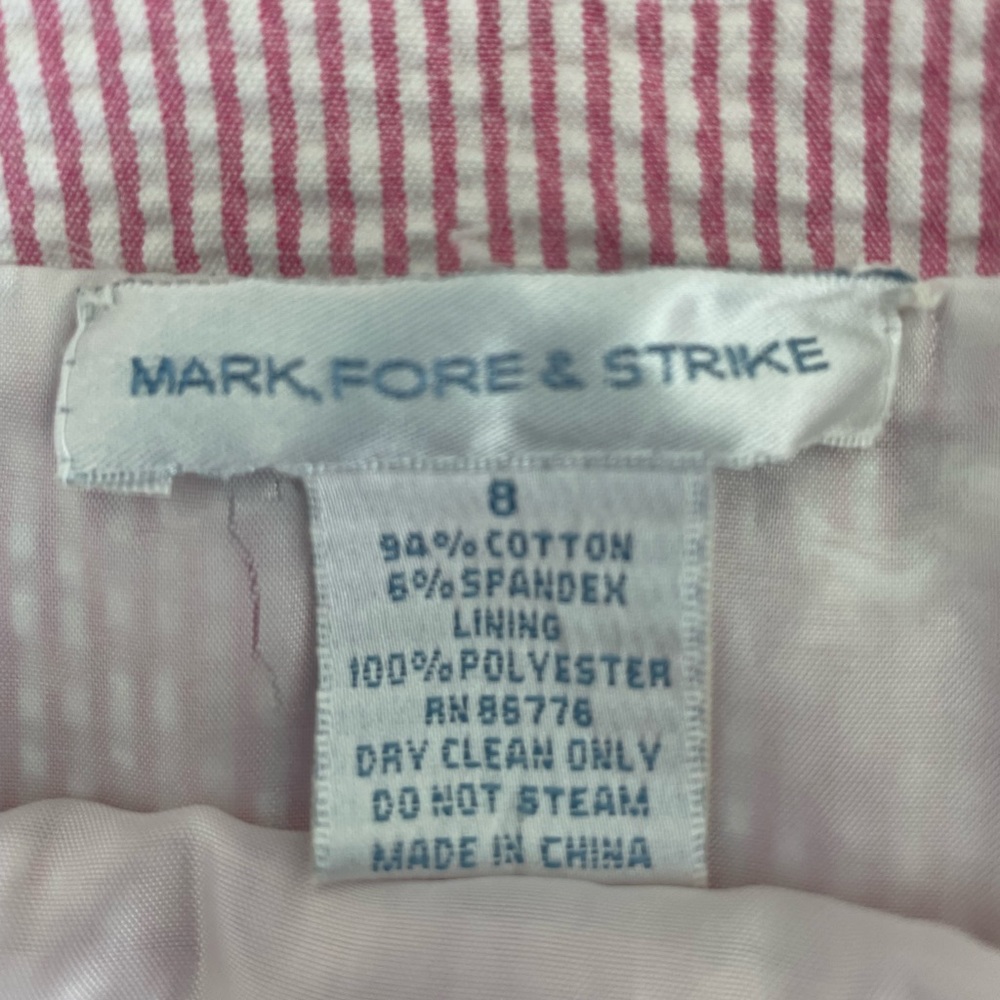 MARK, FORE & STRIKE
8
94% COTTON
6% SPANDEX
LINING
100% POLYESTER
RN 86776
DRY CLEAN ONLY
DO NOT STEAM
MADE IN CHINA